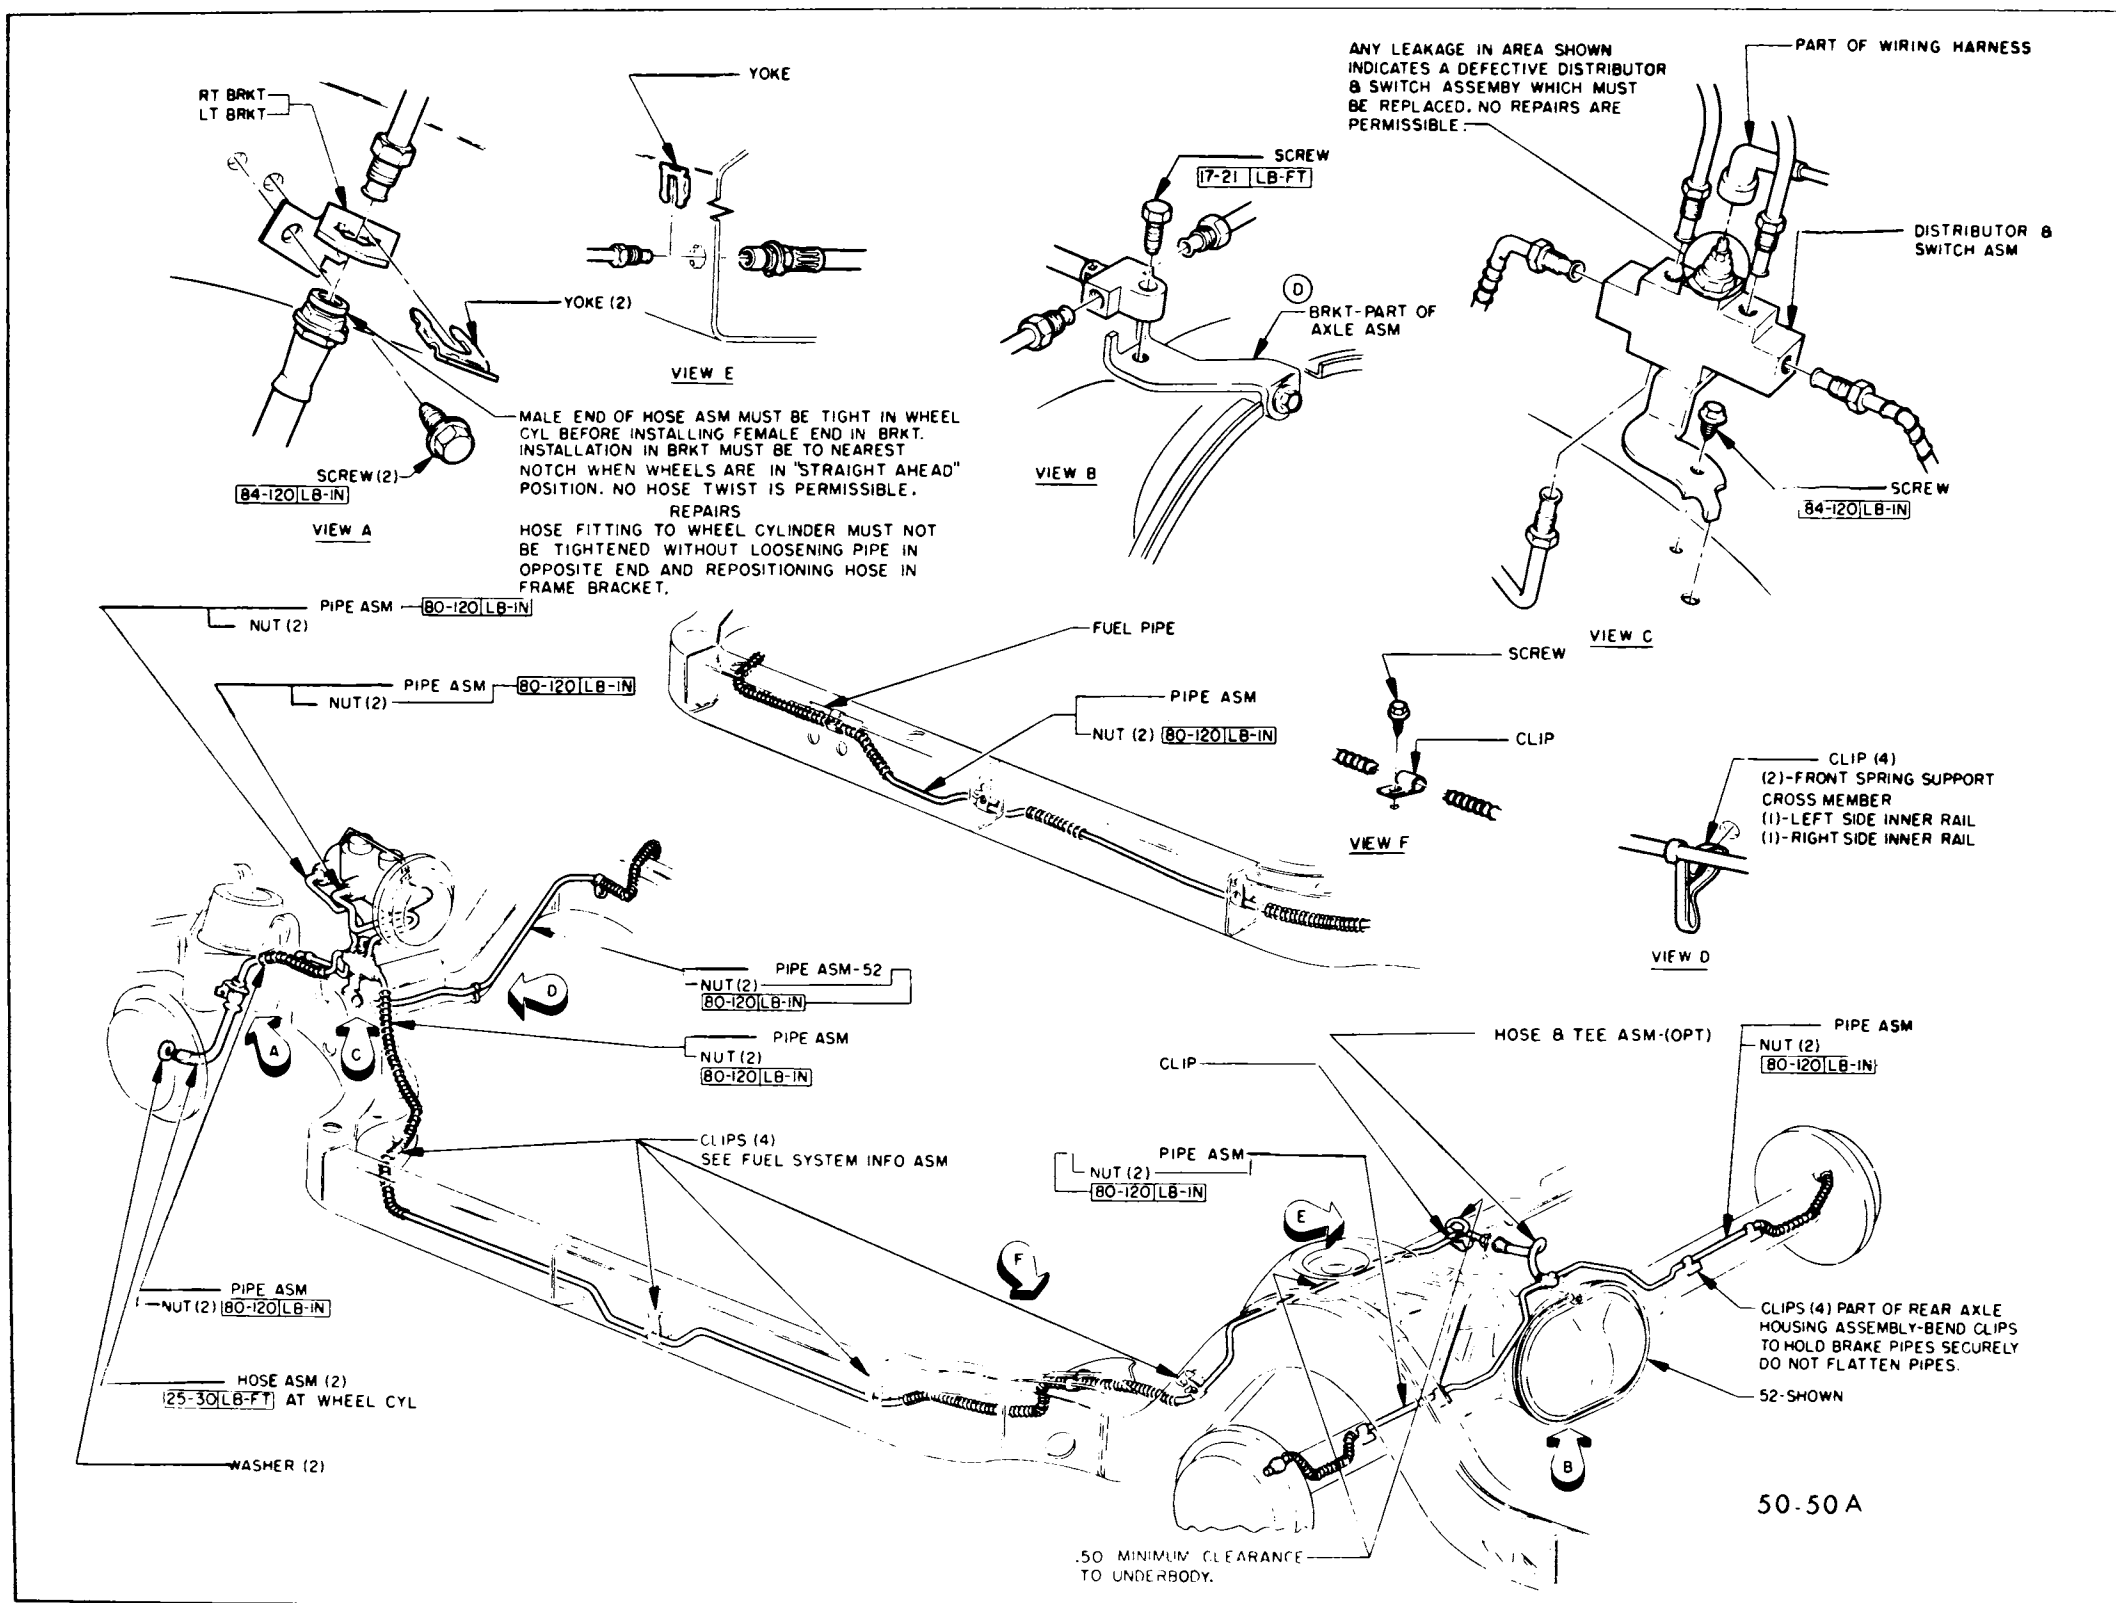 RT BRKT
LT BRKT
YOKE
YOKE (2)
VIEW E
MALE END OF HOSE ASM MUST BE TIGHT IN WHEEL
CYL BEFORE INSTALLING FEMALE END IN BRKT.
INSTALLATION IN BRKT MUST BE TO NEAREST
NOTCH WHEN WHEELS ARE IN "STRAIGHT AHEAD"
POSITION. NO HOSE TWIST IS PERMISSIBLE.
REPAIRS
HOSE FITTING TO WHEEL CYLINDER MUST NOT
BE TIGHTENED WITHOUT LOOSENING PIPE IN
OPPOSITE END AND REPOSITIONING HOSE IN
FRAME BRACKET.
SCREW (2)
84-120 LB-IN
VIEW A
SCREW
17-21 LB-FT
D
BRKT-PART OF
AXLE ASM
VIEW B
ANY LEAKAGE IN AREA SHOWN
INDICATES A DEFECTIVE DISTRIBUTOR
& SWITCH ASSEMBY WHICH MUST
BE REPLACED. NO REPAIRS ARE
PERMISSIBLE.
PART OF WIRING HARNESS
DISTRIBUTOR &
SWITCH ASM
SCREW
84-120 LB-IN
VIEW C
PIPE ASM 80-120 LB-IN
NUT (2)
PIPE ASM 80-120 LB-IN
NUT (2)
FUEL PIPE
PIPE ASM
NUT (2) 80-120 LB-IN
SCREW
CLIP
VIEW F
CLIP (4)
(2)-FRONT SPRING SUPPORT
CROSS MEMBER
(1)-LEFT SIDE INNER RAIL
(1)-RIGHT SIDE INNER RAIL
VIEW D
PIPE ASM-52
NUT (2)
80-120 LB-IN
D
A
C
PIPE ASM
NUT (2)
80-120 LB-IN
CLIPS (4)
SEE FUEL SYSTEM INFO ASM
HOSE & TEE ASM-(OPT)
CLIP
PIPE ASM
NUT (2)
80-120 LB-IN
PIPE ASM
NUT (2)
80-120 LB-IN
E
F
PIPE ASM
NUT (2) 80-120 LB-IN
HOSE ASM (2)
25-30 LB-FT AT WHEEL CYL
WASHER (2)
CLIPS (4) PART OF REAR AXLE
HOUSING ASSEMBLY-BEND CLIPS
TO HOLD BRAKE PIPES SECURELY
DO NOT FLATTEN PIPES.
52-SHOWN
B
50-50A
.50 MINIMUM CLEARANCE
TO UNDERBODY.